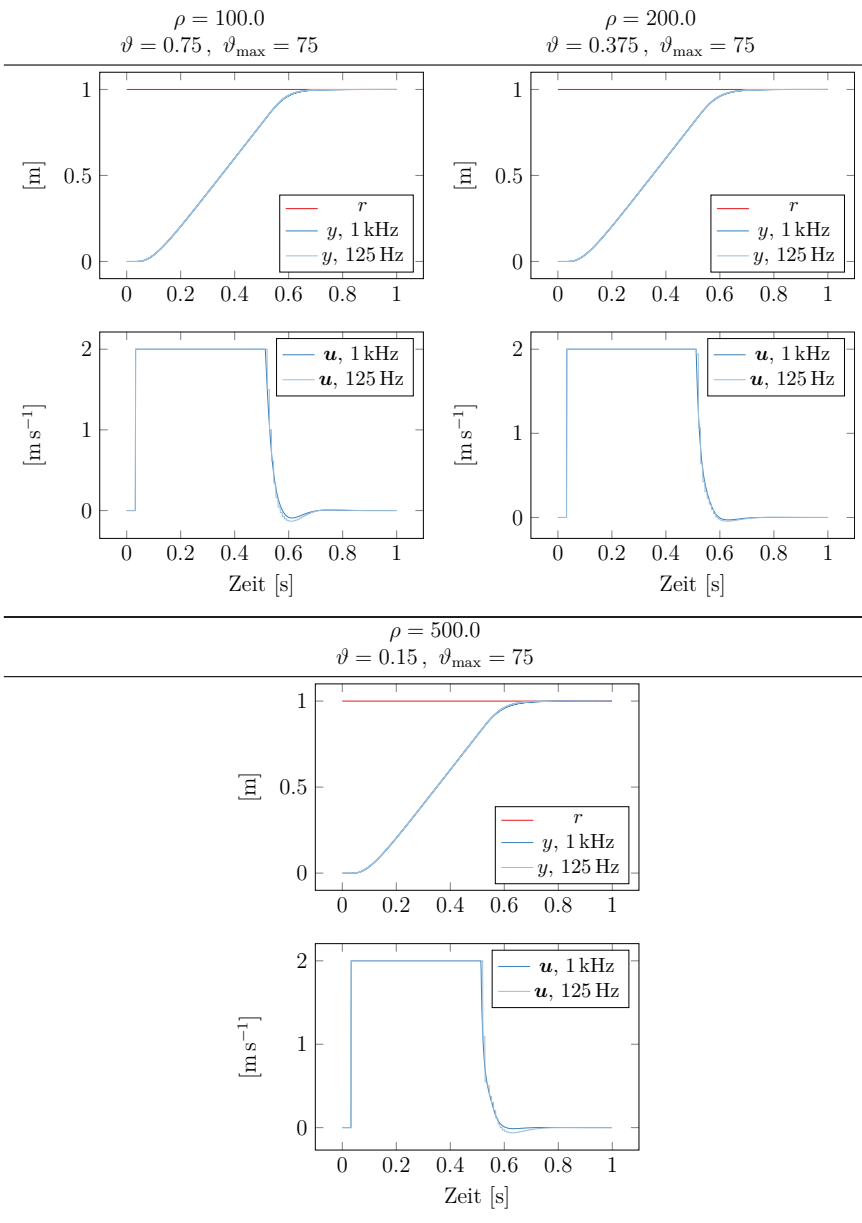 ρ = 100.0
ϑ = 0.75 , ϑmax = 75
ρ = 200.0
ϑ = 0.375 , ϑmax = 75
1
0.5
0
[m]
r
y, 1 kHz
y, 125 Hz
0 0.2 0.4 0.6 0.8 1
1
0.5
0
[m]
r
y, 1 kHz
y, 125 Hz
0 0.2 0.4 0.6 0.8 1
2
1
0
[m s⁻¹]
u, 1 kHz
u, 125 Hz
0 0.2 0.4 0.6 0.8 1
Zeit [s]
2
1
0
[m s⁻¹]
u, 1 kHz
u, 125 Hz
0 0.2 0.4 0.6 0.8 1
Zeit [s]
ρ = 500.0
ϑ = 0.15 , ϑmax = 75
1
0.5
0
[m]
r
y, 1 kHz
y, 125 Hz
0 0.2 0.4 0.6 0.8 1
2
1
0
[m s⁻¹]
u, 1 kHz
u, 125 Hz
0 0.2 0.4 0.6 0.8 1
Zeit [s]